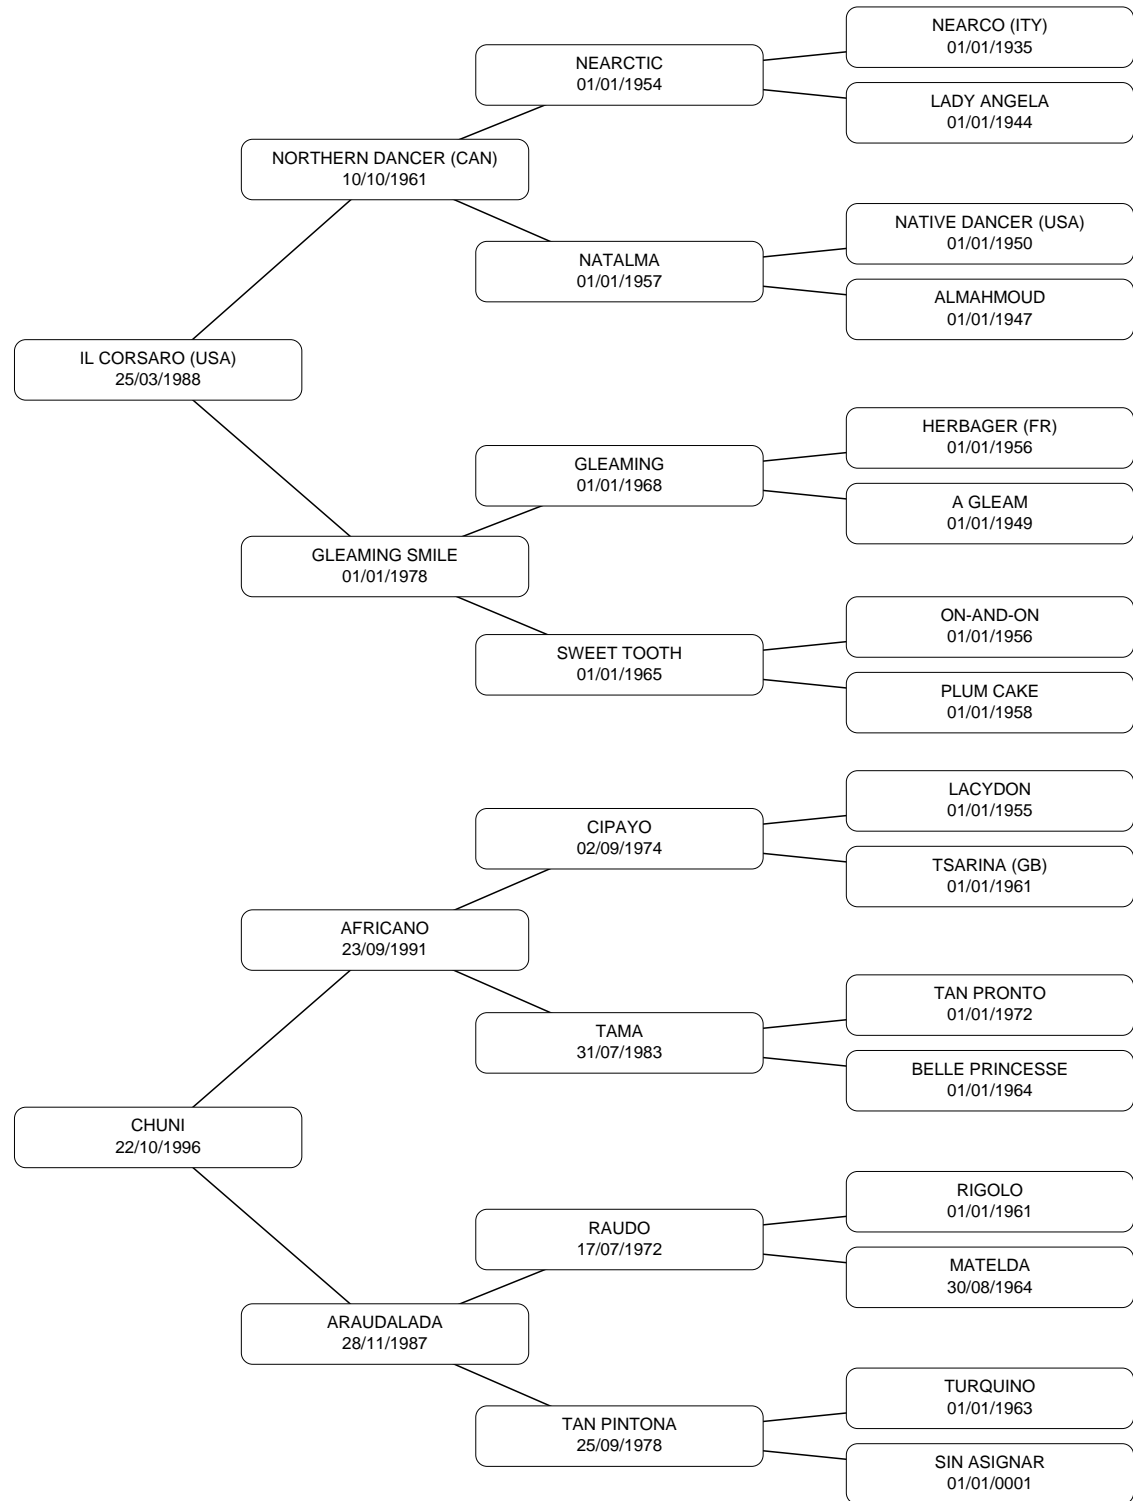 NEARCO (ITY)
01/01/1935
NEARCTIC
01/01/1954
LADY ANGELA
01/01/1944
NORTHERN DANCER (CAN)
10/10/1961
NATIVE DANCER (USA)
01/01/1950
NATALMA
01/01/1957
ALMAHMOUD
01/01/1947
IL CORSARO (USA)
25/03/1988
HERBAGER (FR)
01/01/1956
GLEAMING
01/01/1968
A GLEAM
01/01/1949
GLEAMING SMILE
01/01/1978
ON-AND-ON
01/01/1956
SWEET TOOTH
01/01/1965
PLUM CAKE
01/01/1958
LACYDON
01/01/1955
CIPAYO
02/09/1974
TSARINA (GB)
01/01/1961
AFRICANO
23/09/1991
TAN PRONTO
01/01/1972
TAMA
31/07/1983
BELLE PRINCESSE
01/01/1964
CHUNI
22/10/1996
RIGOLO
01/01/1961
RAUDO
17/07/1972
MATELDA
30/08/1964
ARAUDALADA
28/11/1987
TURQUINO
01/01/1963
TAN PINTONA
25/09/1978
SIN ASIGNAR
01/01/0001